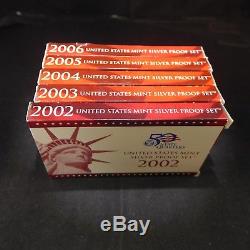 2006 UNITED STATES MINT SILVER PROOF SET
2005 UNITED STATES MINT SILVER PROOF SET
2004 UNITED STATES MINT SILVER PROOF SET
2003 UNITED STATES MINT SILVER PROOF SET
2002 UNITED STATES MINT SILVER PROOF SET
50
UNITED STATES MINT
SILVER PROOF SET
2002